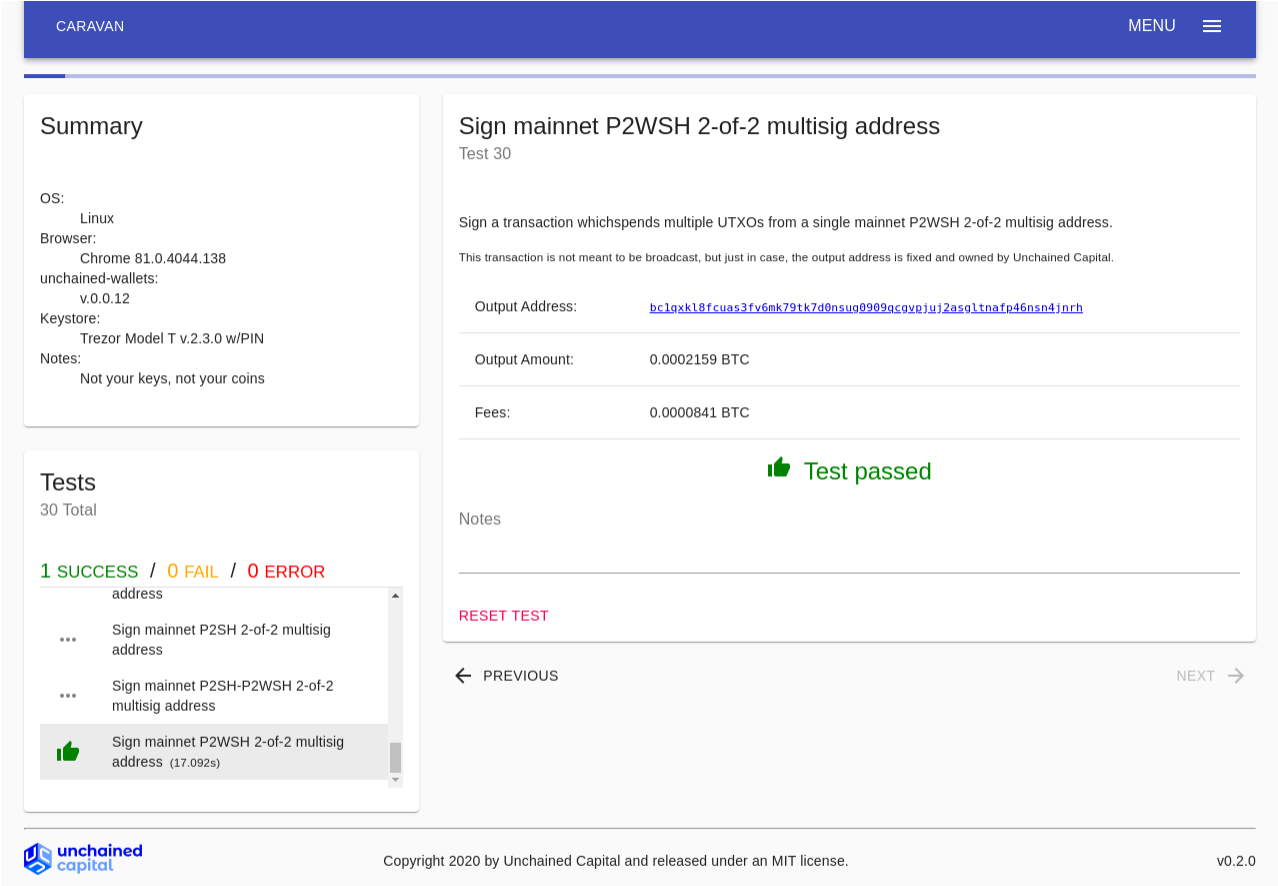 CARAVAN
MENU
Summary
OS:
Linux
Browser:
Chrome 81.0.4044.138
unchained-wallets:
v.0.0.12
Keystore:
Trezor Model T v.2.3.0 w/PIN
Notes:
Not your keys, not your coins
Tests
30 Total
1 SUCCESS / 0 FAIL / 0 ERROR
address
Sign mainnet P2SH 2-of-2 multisig
address
Sign mainnet P2SH-P2WSH 2-of-2
multisig address
Sign mainnet P2WSH 2-of-2 multisig
address (17.092s)
Sign mainnet P2WSH 2-of-2 multisig address
Test 30
Sign a transaction whichspends multiple UTXOs from a single mainnet P2WSH 2-of-2 multisig address.
This transaction is not meant to be broadcast, but just in case, the output address is fixed and owned by Unchained Capital.
Output Address: bc1qxkl8fcuas3fv6mk79tk7d0nsug0909qcgvpjuj2asgltnafp46nsn4jnrh
Output Amount: 0.0002159 BTC
Fees: 0.0000841 BTC
Test passed
Notes
RESET TEST
PREVIOUS
NEXT
unchained
capital
Copyright 2020 by Unchained Capital and released under an MIT license.
v0.2.0